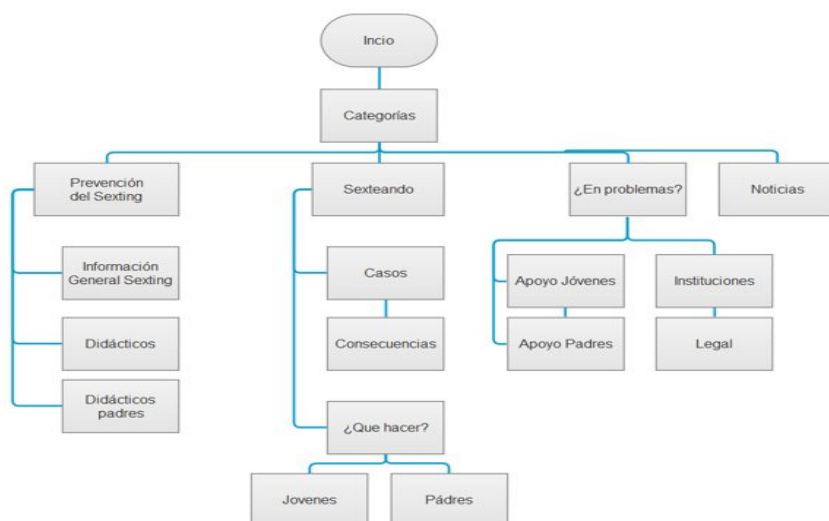 Incio
Categorías
Prevención
del Sexting
Sexteando
¿En problemas?
Noticias
Información
General Sexting
Casos
Apoyo Jóvenes
Instituciones
Didácticos
Consecuencias
Apoyo Padres
Legal
Didácticos
padres
¿Que hacer?
Jovenes
Pádres